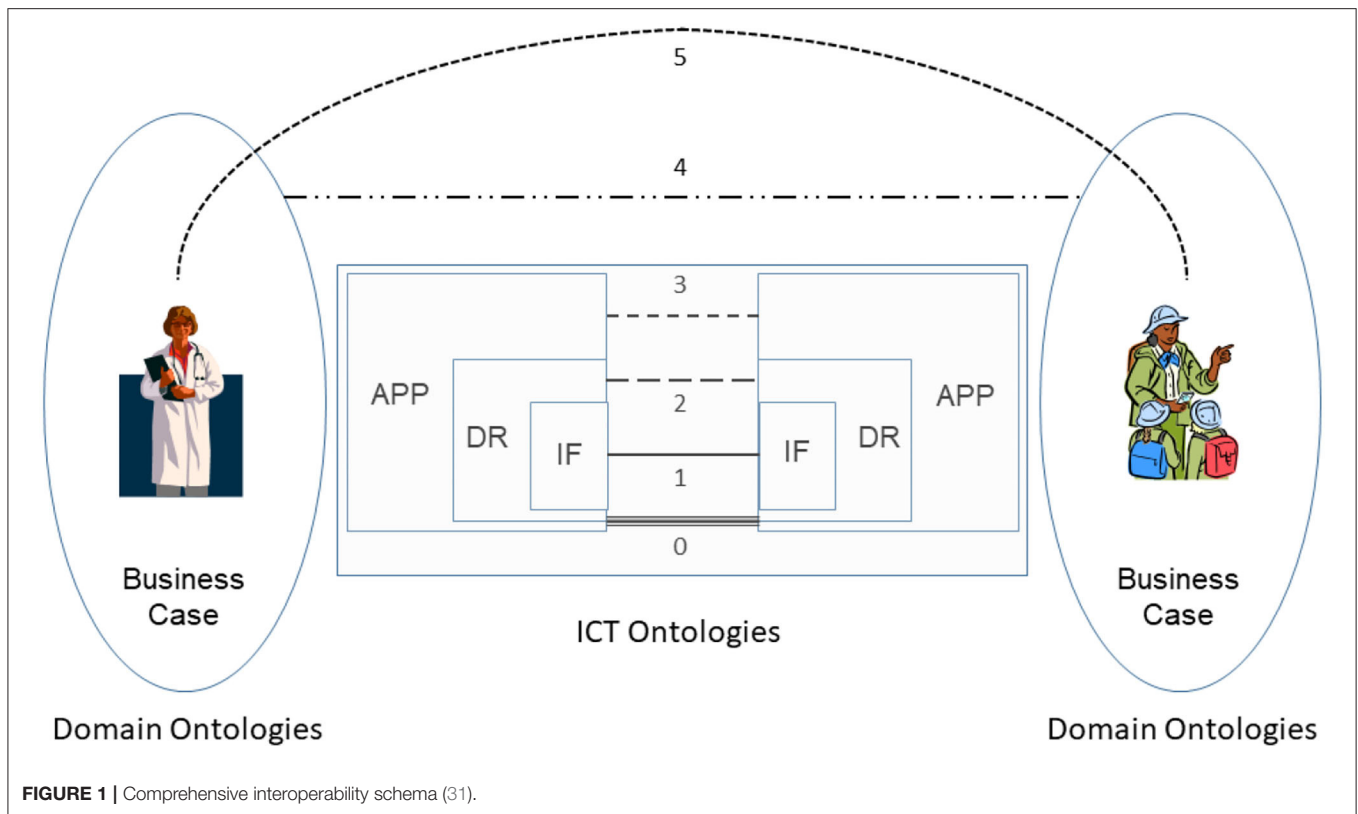 5
4
3
APP
APP
2
DR
DR
IF
IF
1
0
Business
Case
Business
Case
ICT Ontologies
Domain Ontologies
Domain Ontologies
FIGURE 1 | Comprehensive interoperability schema (31).